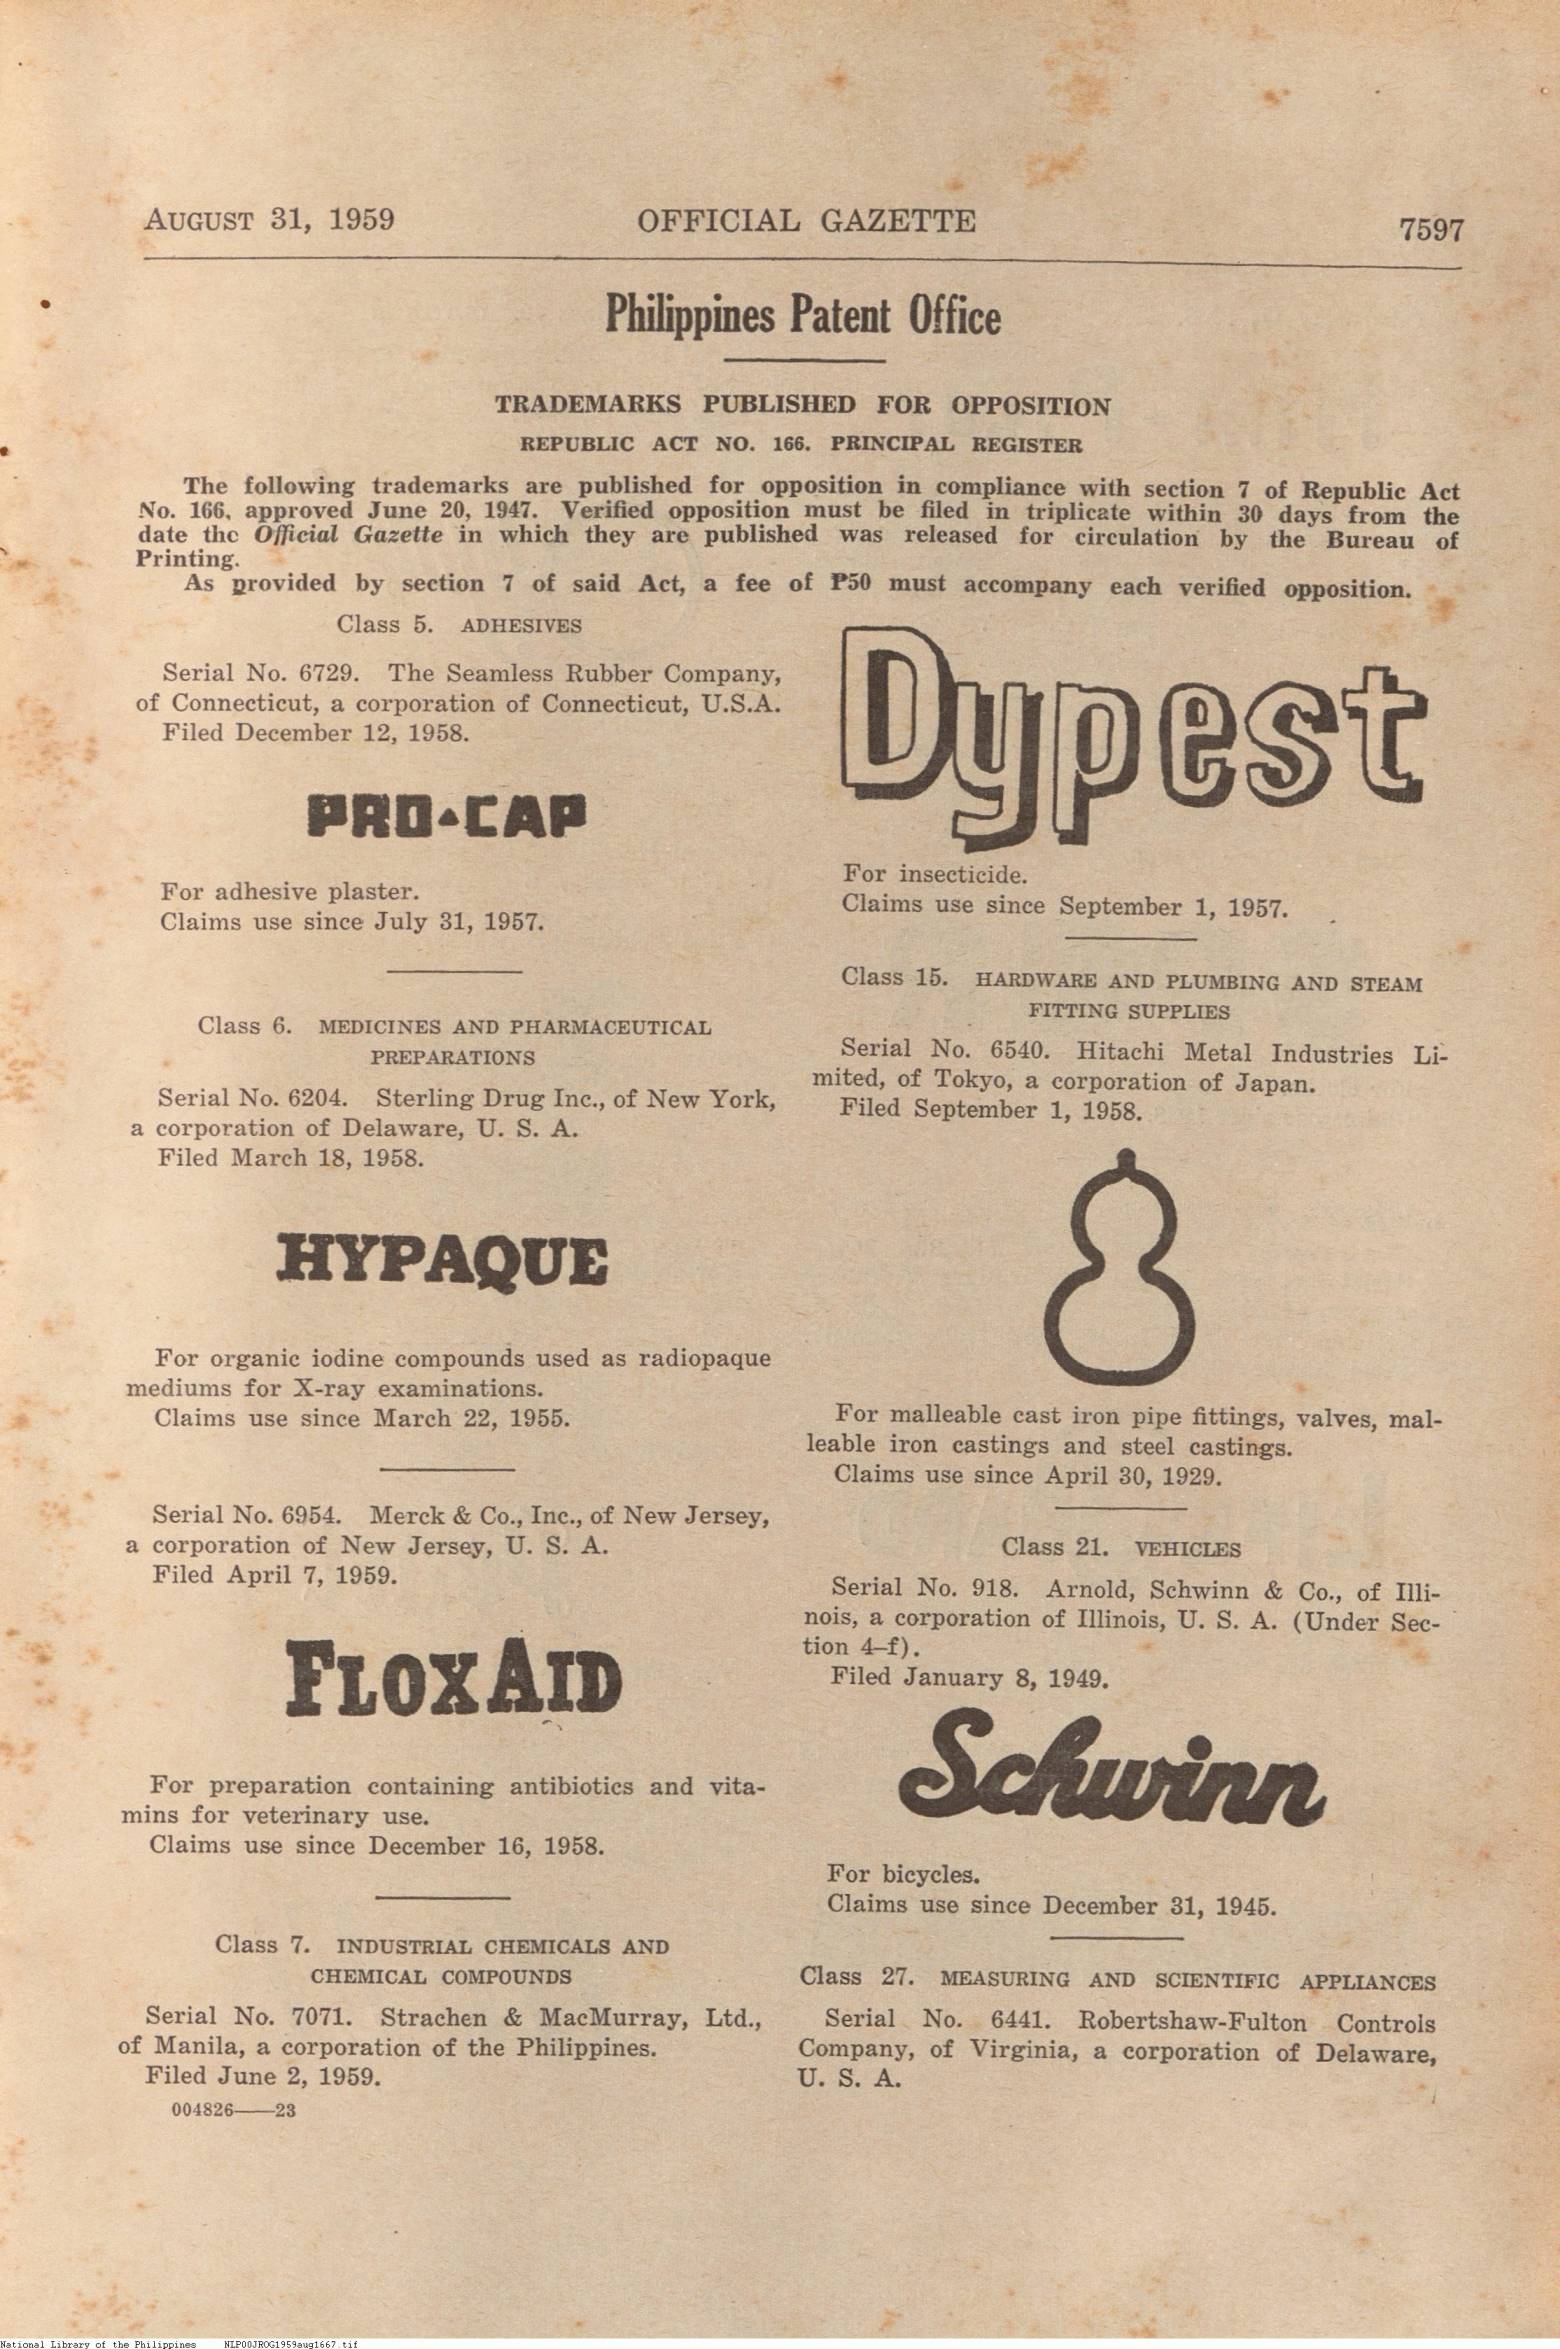 AUGUST 31, 1959 OFFICIAL GAZETTE 7597
Philippines Patent Office
TRADEMARKS PUBLISHED FOR OPPOSITION
REPUBLIC ACT NO. 166. PRINCIPAL REGISTER
The following trademarks are published for opposition in compliance with section 7 of Republic Act
No. 166, approved June 20, 1947. Verified opposition must be filed in triplicate within 30 days from the
date the Official Gazette in which they are published was released for circulation by the Bureau of
Printing.
As provided by section 7 of said Act, a fee of ₱50 must accompany each verified opposition.
Class 5. ADHESIVES
Serial No. 6729. The Seamless Rubber Company,
of Connecticut, a corporation of Connecticut, U.S.A.
Filed December 12, 1958.
PRO▲CAP
For adhesive plaster.
Claims use since July 31, 1957.
Class 6. MEDICINES AND PHARMACEUTICAL
PREPARATIONS
Serial No. 6204. Sterling Drug Inc., of New York,
a corporation of Delaware, U. S. A.
Filed March 18, 1958.
HYPAQUE
For organic iodine compounds used as radiopaque
mediums for X-ray examinations.
Claims use since March 22, 1955.
Serial No. 6954. Merck & Co., Inc., of New Jersey,
a corporation of New Jersey, U. S. A.
Filed April 7, 1959.
FLOXAID
For preparation containing antibiotics and vita-
mins for veterinary use.
Claims use since December 16, 1958.
Class 7. INDUSTRIAL CHEMICALS AND
CHEMICAL COMPOUNDS
Serial No. 7071. Strachen & MacMurray, Ltd.,
of Manila, a corporation of the Philippines.
Filed June 2, 1959.
004826——23
Dypest
For insecticide.
Claims use since September 1, 1957.
Class 15. HARDWARE AND PLUMBING AND STEAM
FITTING SUPPLIES
Serial No. 6540. Hitachi Metal Industries Li-
mited, of Tokyo, a corporation of Japan.
Filed September 1, 1958.
For malleable cast iron pipe fittings, valves, mal-
leable iron castings and steel castings.
Claims use since April 30, 1929.
Class 21. VEHICLES
Serial No. 918. Arnold, Schwinn & Co., of Illi-
nois, a corporation of Illinois, U. S. A. (Under Sec-
tion 4–f).
Filed January 8, 1949.
Schwinn
For bicycles.
Claims use since December 31, 1945.
Class 27. MEASURING AND SCIENTIFIC APPLIANCES
Serial No. 6441. Robertshaw-Fulton Controls
Company, of Virginia, a corporation of Delaware,
U. S. A.
National Library of the Philippines NLP00JROG1959aug1667.tif